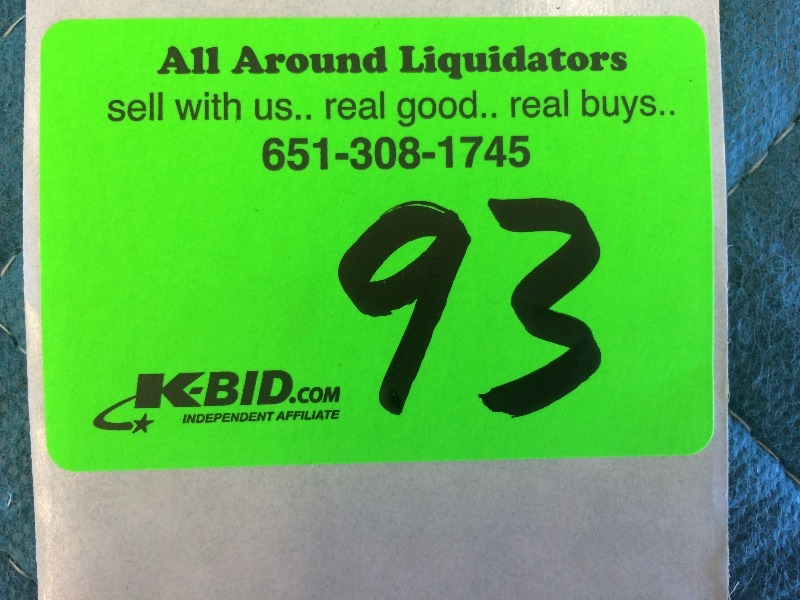 All Around Liquidators
sell with us.. real good.. real buys..
651-308-1745
93
K-BID.COM
INDEPENDENT AFFILIATE